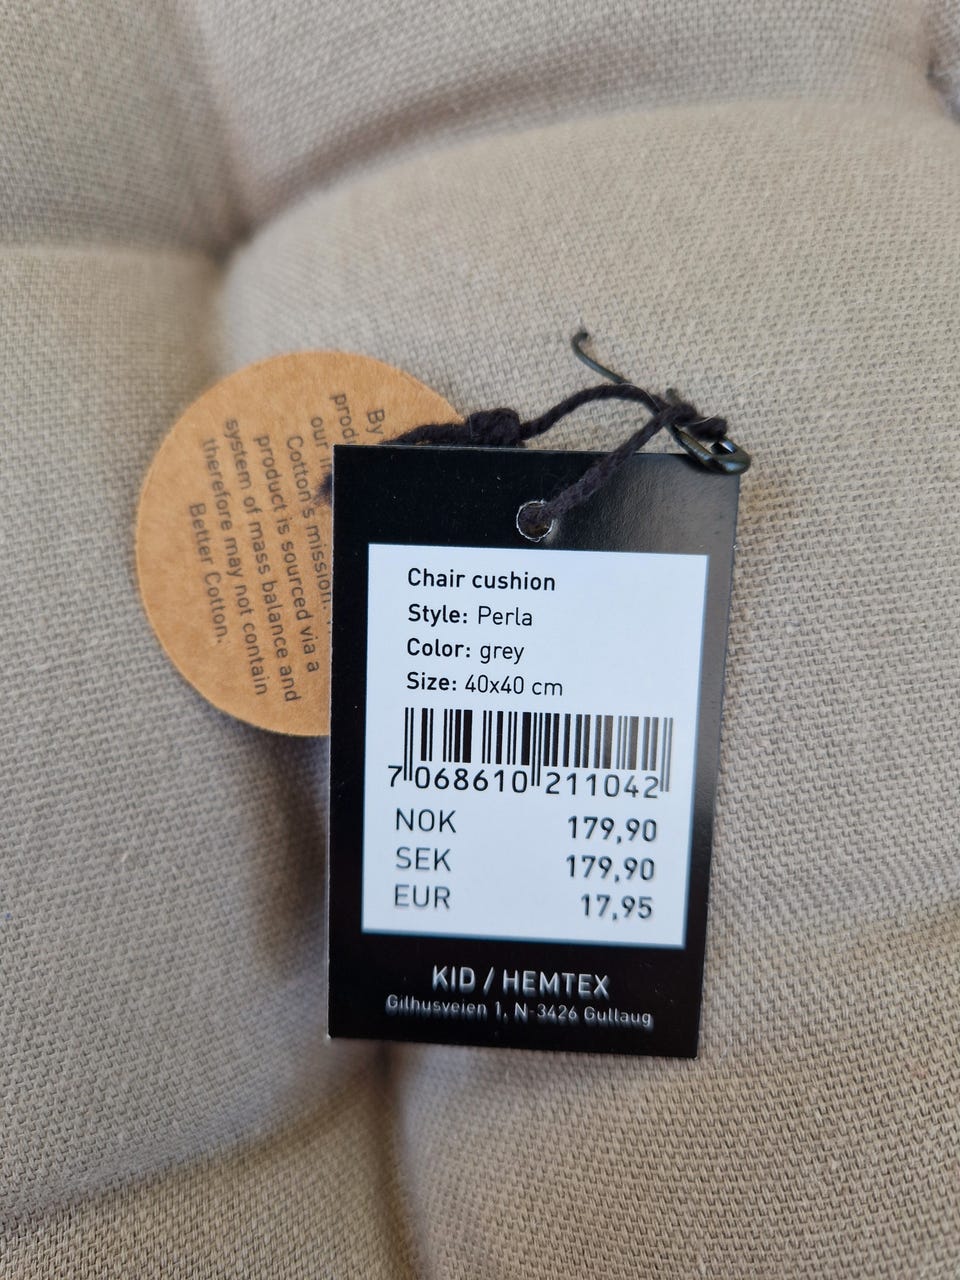 By
produ
our in
Cotton's mission.
product is sourced via a
system of mass balance and
therefore may not contain
Better Cotton.
Chair cushion
Style: Perla
Color: grey
Size: 40x40 cm
7 068610 211042
NOK 179,90
SEK 179,90
EUR 17,95
KID / HEMTEX
Gilhusveien 1, N-3426 Gullaug